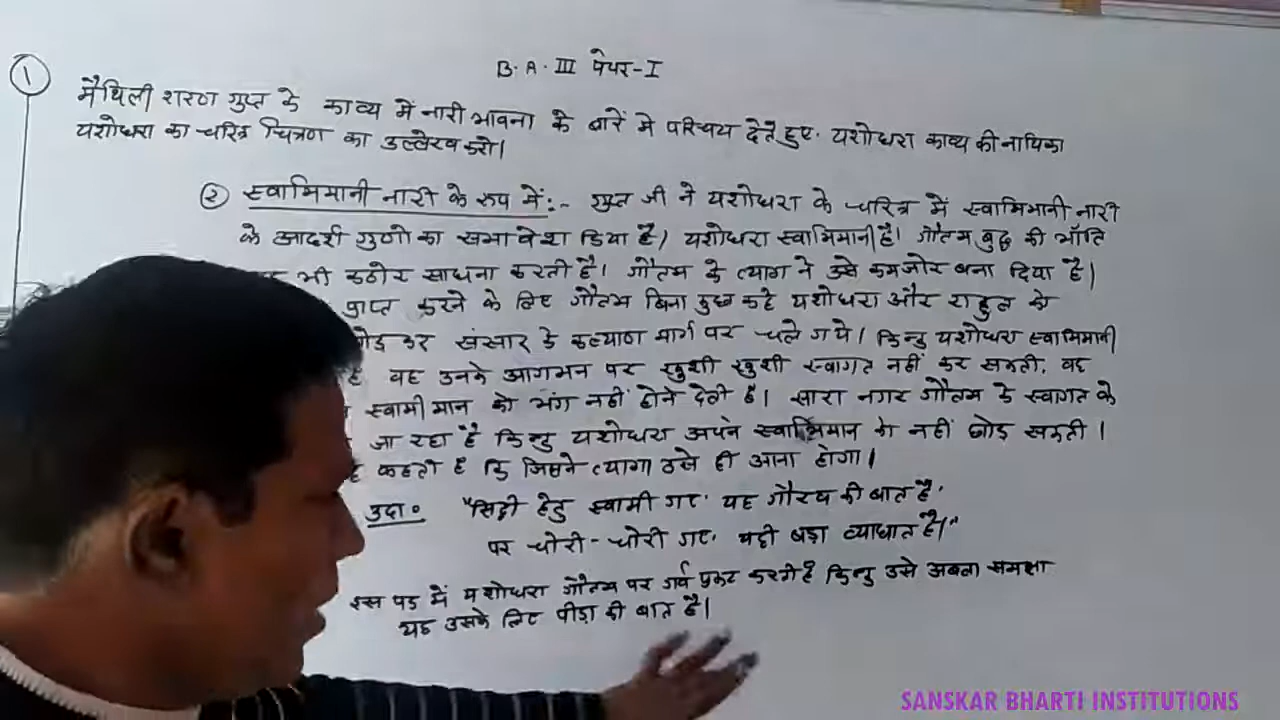 B.A.III पेपर-I
①
मैथिली शरण गुप्त के काव्य में नारी भावना के बारें मे परिचय देते हुए. यशोधरा काव्य की नायिका
यशोधरा का चरित्र चित्रण का उल्लेख करो।
② स्वाभिमानी नारी के रूप में:- गुप्त जी ने यशोधरा के चरित्र में स्वाभिमानी नारी
के आदर्श गुणो का समावेश किया है/ यशोधरा स्वाभिमानी है। गौतम बुद्ध की भाँति
भी कठोर साधना करती है। गौतम के त्याग ने उसे कमजोर बना दिया है।
प्राप्त करने के लिए गौतम बिना कुछ कहे यशोधरा और राहुल को
कर संसार के कल्याण मार्ग पर चले गये। किन्तु यशोधरा स्वाभिमानी
है वह उनके आगमन पर खुशी खुशी स्वागत नहीं कर सकती, वह
स्वाभीमान को भंग नहीं होने देती है। सारा नगर गौतम के स्वागत के
आ रहा है किन्तु यशोधरा अपने स्वाभिमान को नहीं छोड़ सकती।
कहती है कि जिसने त्यागा उसे ही आना होगा।
उदा० "सिद्दी हेतु स्वामी गए' यह गौरव की बात है,
पर चोरी-चोरी गए' यही बड़ा व्याघात है।"
इस पद में यशोधरा गौतम पर गर्व प्रकट करती है किन्तु उसे अबला समझा
यह उसके लिए पीड़ा की बात है।
SANSKAR BHARTI INSTITUTIONS